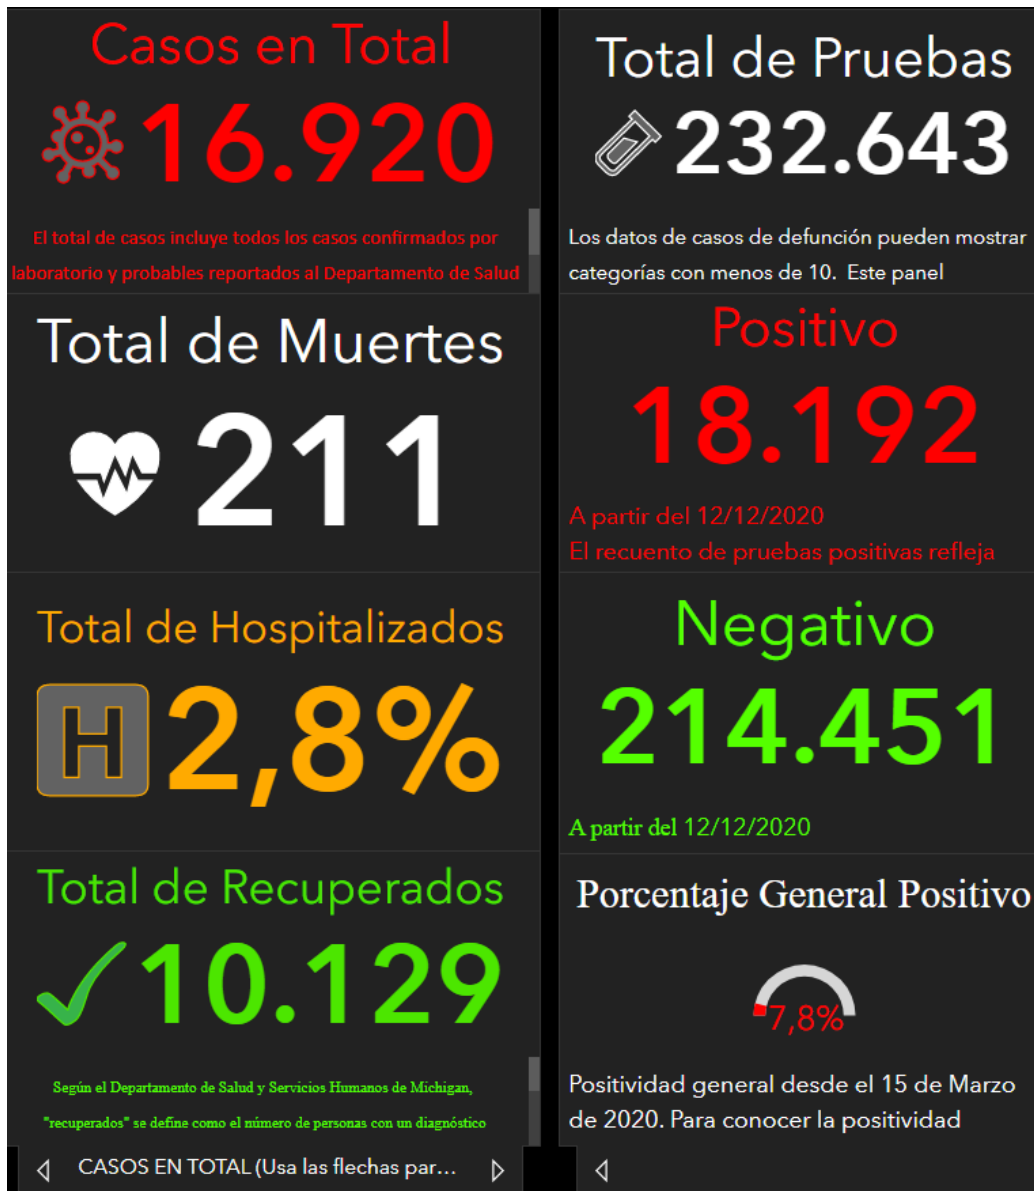 Casos en Total
16.920
El total de casos incluye todos los casos confirmados por
laboratorio y probables reportados al Departamento de Salud
Total de Muertes
211
Total de Hospitalizados
H 2,8%
Total de Recuperados
10.129
Según el Departamento de Salud y Servicios Humanos de Michigan,
"recuperados" se define como el número de personas con un diagnóstico
CASOS EN TOTAL (Usa las flechas par...
Total de Pruebas
232.643
Los datos de casos de defunción pueden mostrar
categorías con menos de 10. Este panel
Positivo
18.192
A partir del 12/12/2020
El recuento de pruebas positivas refleja
Negativo
214.451
A partir del 12/12/2020
Porcentaje General Positivo
7,8%
Positividad general desde el 15 de Marzo
de 2020. Para conocer la positividad